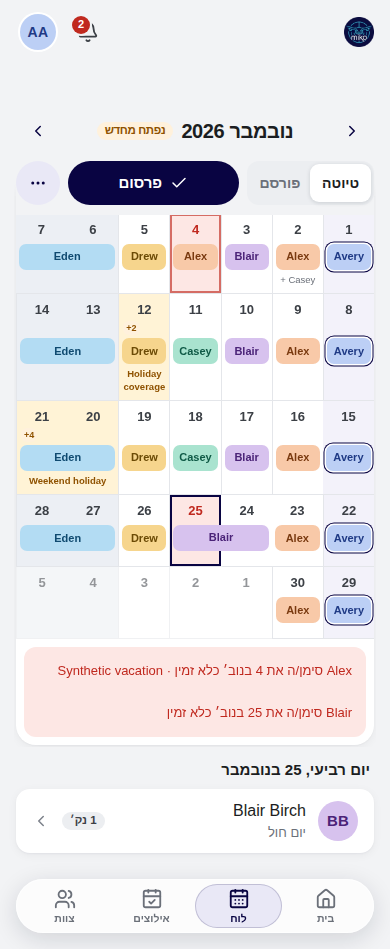 AA
2
miko
נובמבר 2026
נפתח מחדש
טיוטה
פורסם
פרסום
1 2 3 4 5 6 7
Avery Alex Blair Alex Drew Eden
+ Casey
8 9 10 11 12 13 14
+2
Avery Alex Blair Casey Drew Eden
Holiday
coverage
15 16 17 18 19 20 21
+4
Avery Alex Blair Casey Drew Eden
Weekend holiday
22 23 24 25 26 27 28
Avery Alex Blair Drew Eden
29 30 1 2 3 4 5
Avery Alex
Alex סימן/ה את 4 בנוב׳ כלא זמין · Synthetic vacation
Blair סימן/ה את 25 בנוב׳ כלא זמין
יום רביעי, 25 בנובמבר
BB
Blair Birch
יום חול
1 נק׳
בית
לוח
אילוצים
צוות